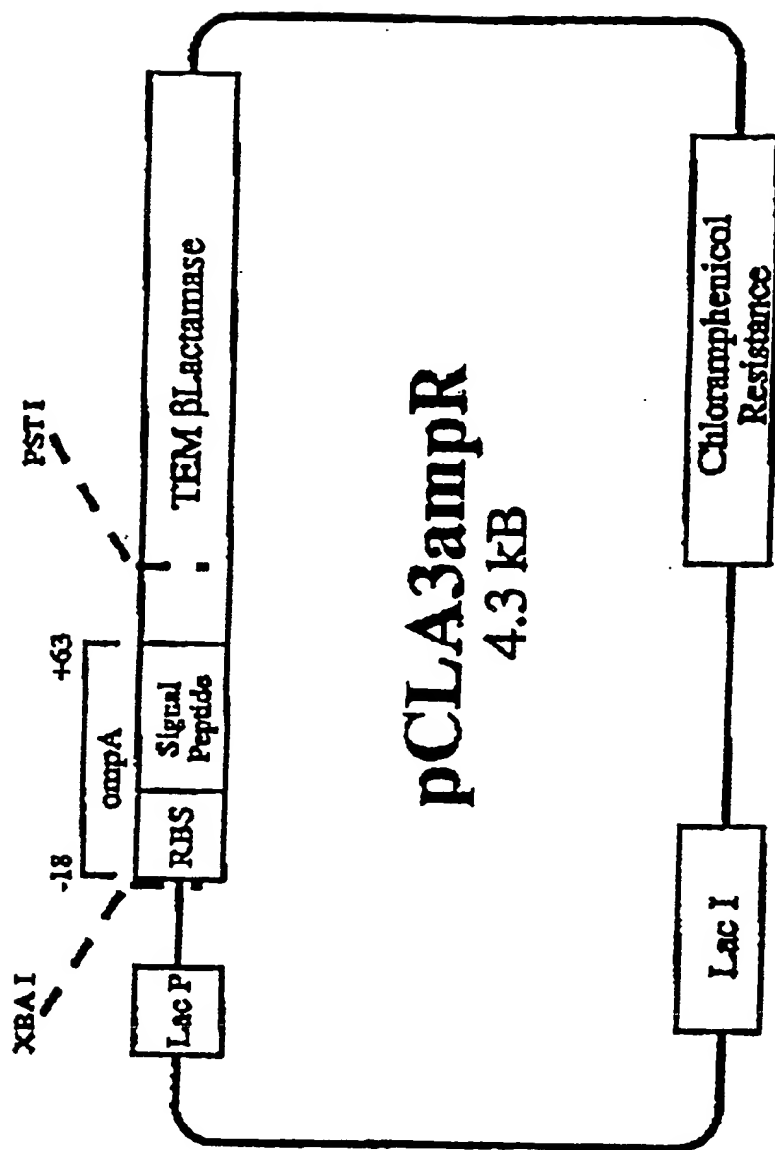 XBA I
PST I
-18
+63
ompA
Lac P
RBS
Signal
Peptide
TEM βLactamase
pCLA3ampR
4.3 kB
Lac I
Chloramphenicol
Resistance